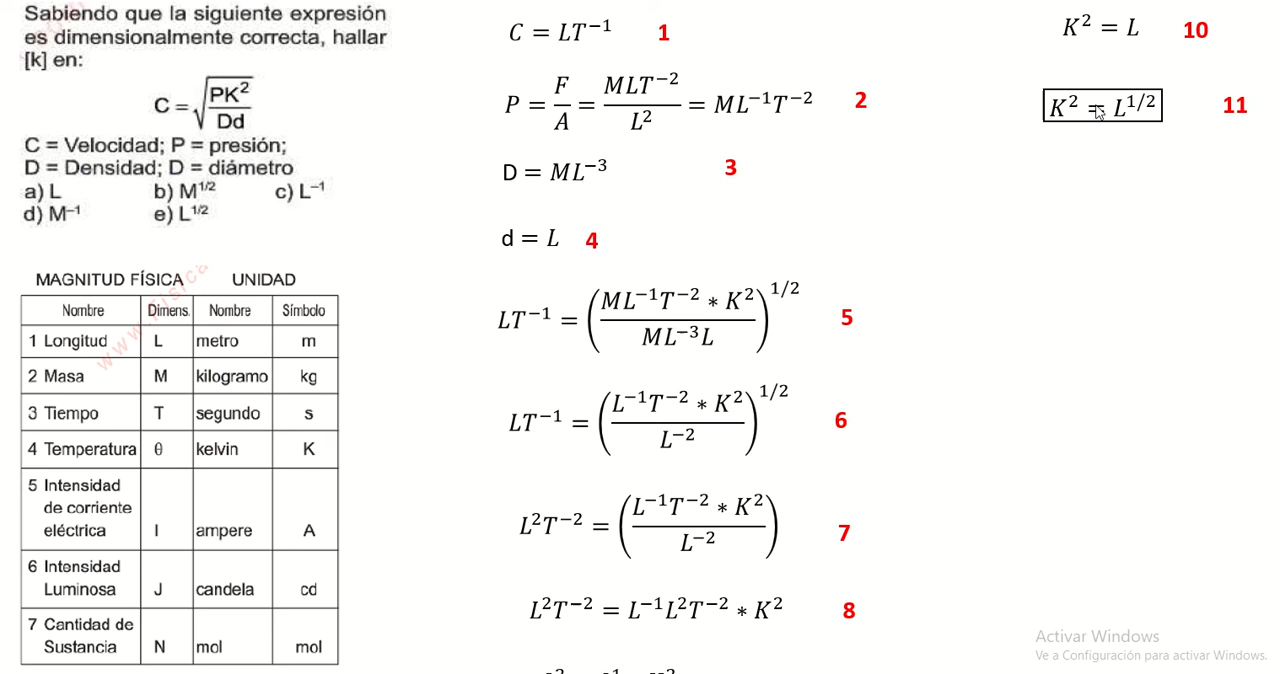 Sabiendo que la siguiente expresión
es dimensionalmente correcta, hallar
[k] en:
C = √(PK²/Dd)
C = Velocidad; P = presión;
D = Densidad; D = diámetro
a) L b) M^1/2 c) L⁻¹
d) M⁻¹ e) L^1/2
MAGNITUD FÍSICA UNIDAD
Nombre Dimens. Nombre Símbolo
1 Longitud L metro m
2 Masa M kilogramo kg
3 Tiempo T segundo s
4 Temperatura θ kelvin K
5 Intensidad
de corriente
eléctrica I ampere A
6 Intensidad
Luminosa J candela cd
7 Cantidad de
Sustancia N mol mol
C = LT⁻¹ 1
P = F/A = MLT⁻²/L² = ML⁻¹T⁻² 2
D = ML⁻³ 3
d = L 4
LT⁻¹ = (ML⁻¹T⁻² * K²/ML⁻³L)^1/2 5
LT⁻¹ = (L⁻¹T⁻² * K²/L⁻²)^1/2 6
L²T⁻² = (L⁻¹T⁻² * K²/L⁻²) 7
L²T⁻² = L⁻¹L²T⁻² * K² 8
K² = L 10
K² = L^1/2 11
Activar Windows
Ve a Configuración para activar Windows.